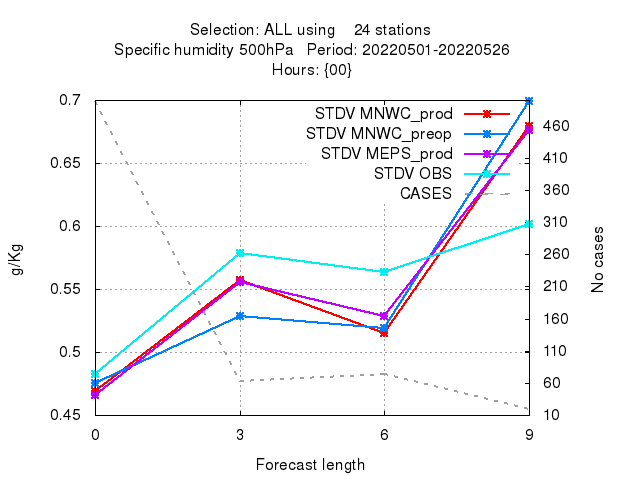 Selection: ALL using    24 stations
Specific humidity 500hPa   Period: 20220501-20220526
Hours: {00}
STDV MNWC_prod
STDV MNWC_preop
STDV MEPS_prod
STDV OBS
CASES
0.7
0.65
0.6
0.55
0.5
0.45
g/Kg
460
410
360
310
260
210
160
110
60
10
No cases
0
3
6
9
Forecast length